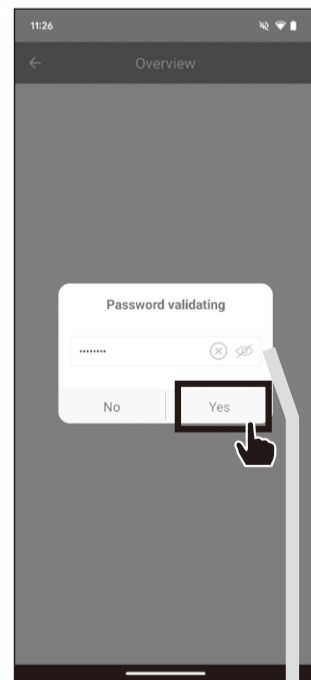 11:26
Overview
Password validating
········
No
Yes